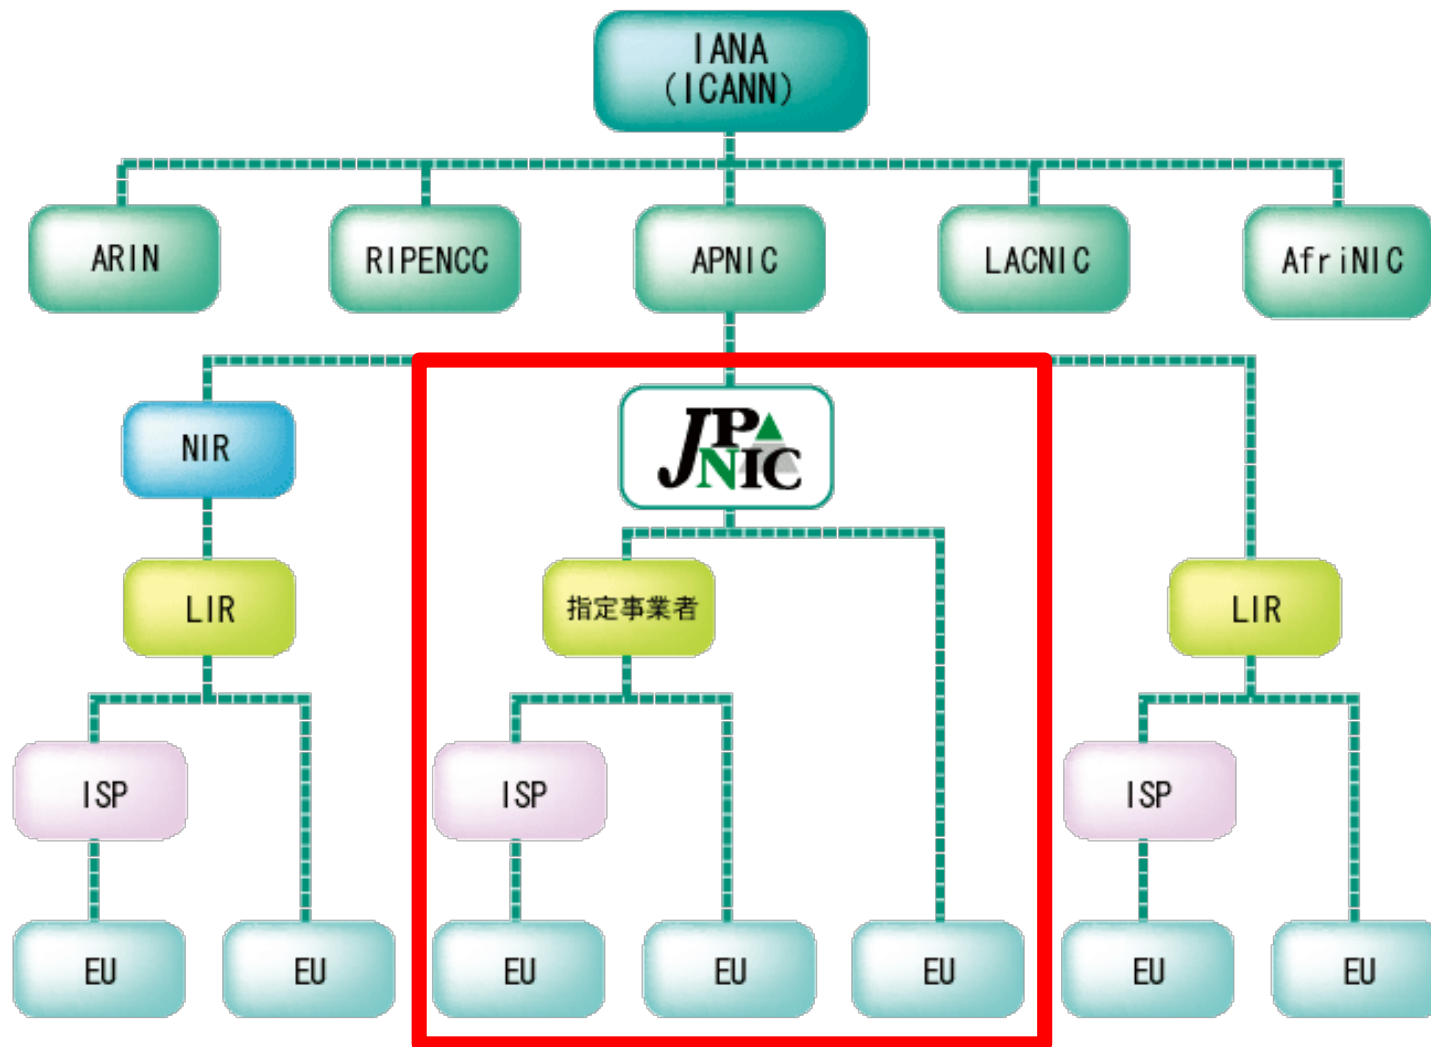 IANA
(ICANN)
ARIN
RIPENCC
APNIC
LACNIC
AfriNIC
NIR
JPNIC
LIR
指定事業者
LIR
ISP
ISP
ISP
EU
EU
EU
EU
EU
EU
EU